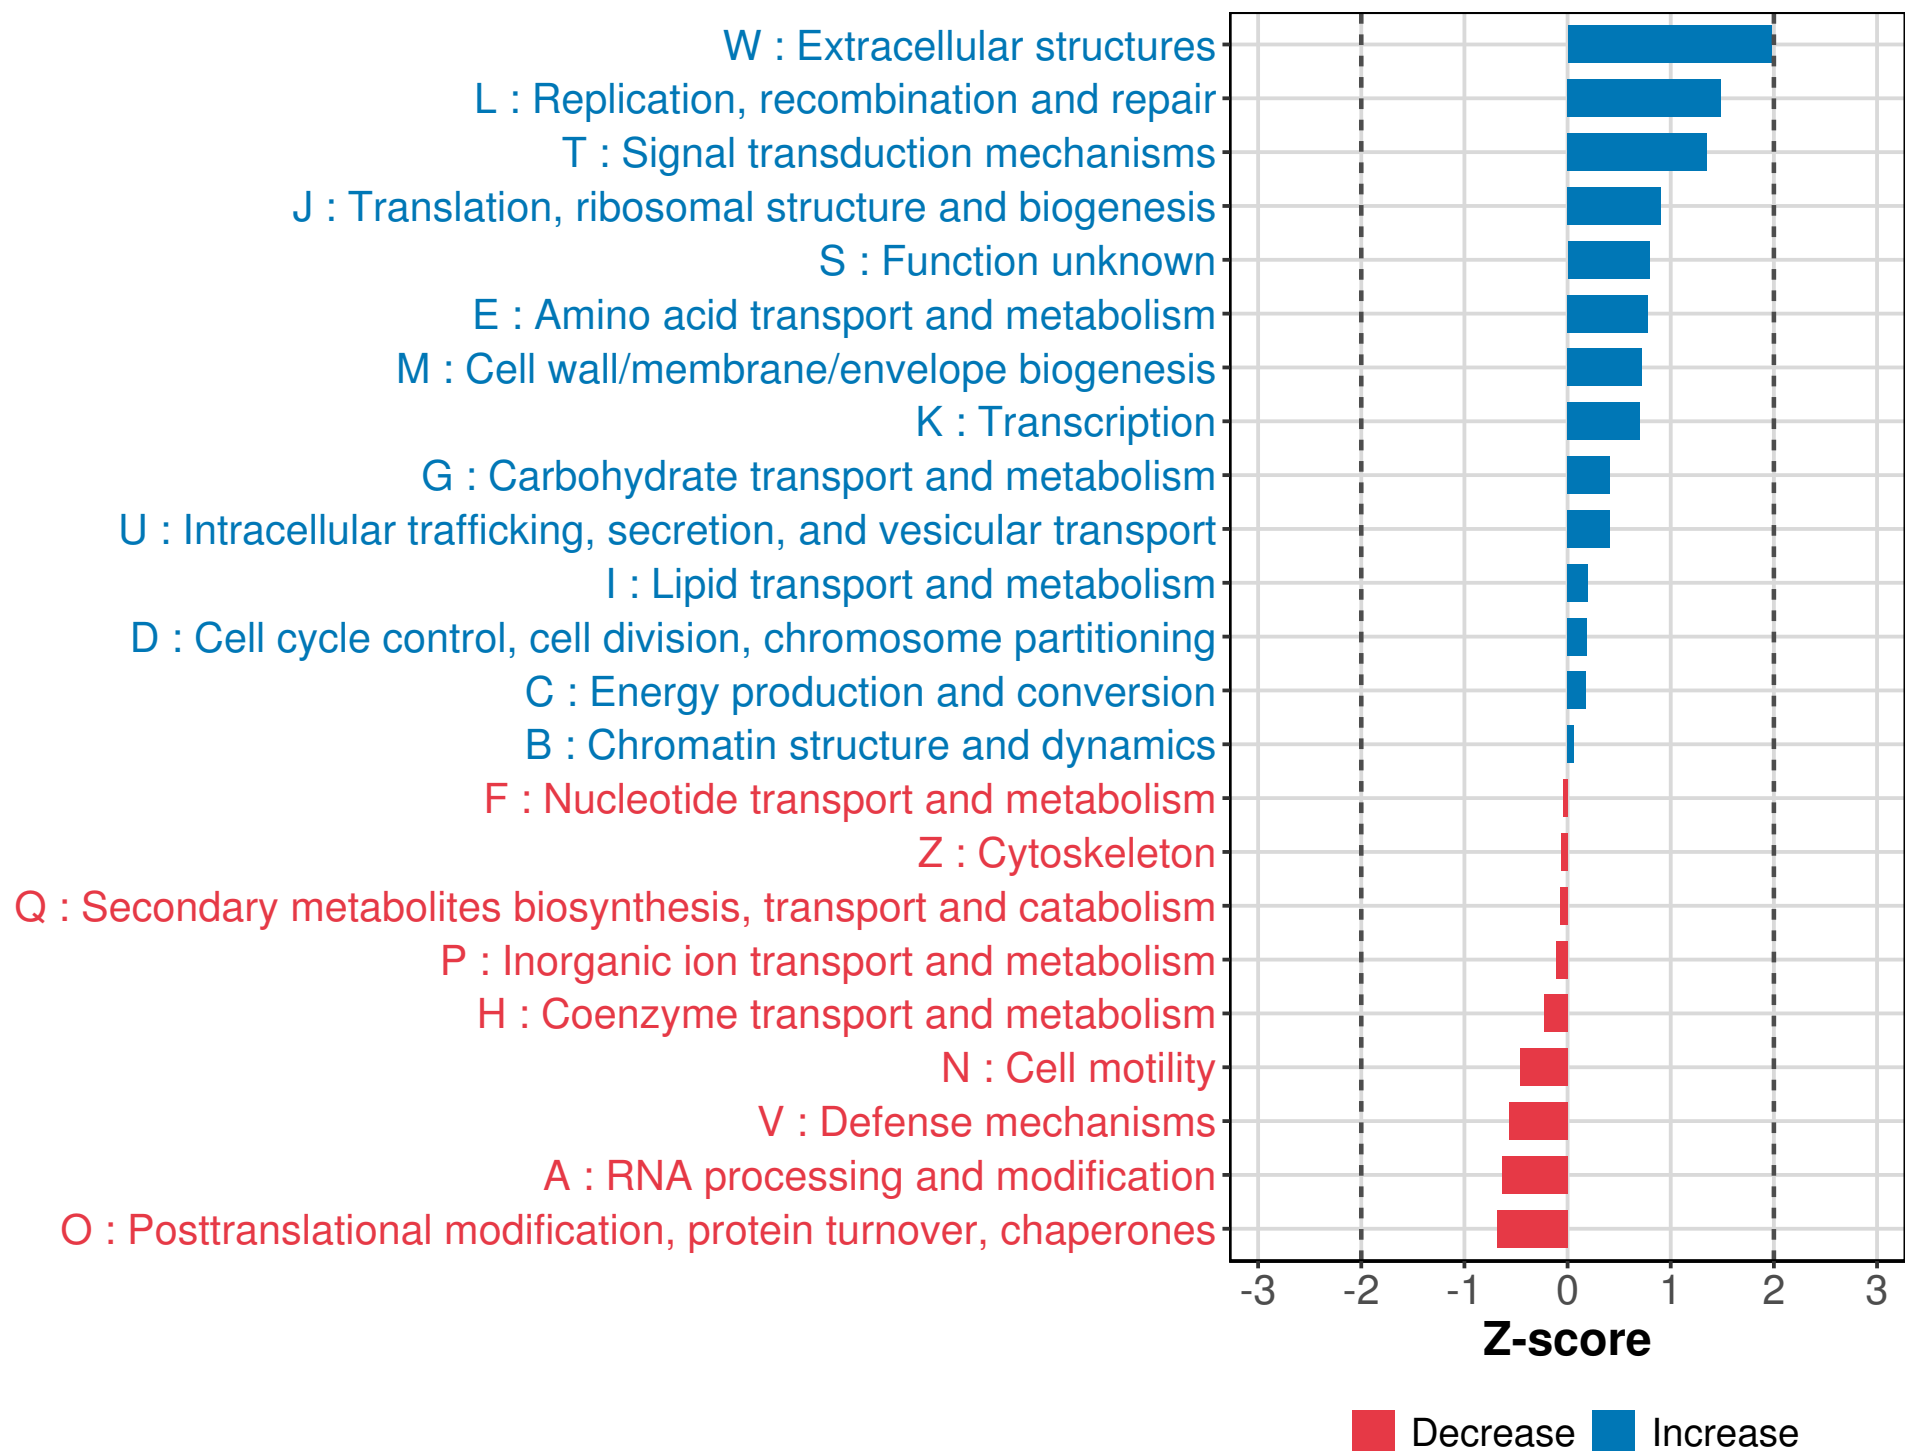 W : Extracellular structures
L : Replication, recombination and repair
T : Signal transduction mechanisms
J : Translation, ribosomal structure and biogenesis
S : Function unknown
E : Amino acid transport and metabolism
M : Cell wall/membrane/envelope biogenesis
K : Transcription
G : Carbohydrate transport and metabolism
U : Intracellular trafficking, secretion, and vesicular transport
I : Lipid transport and metabolism
D : Cell cycle control, cell division, chromosome partitioning
C : Energy production and conversion
B : Chromatin structure and dynamics
F : Nucleotide transport and metabolism
Z : Cytoskeleton
Q : Secondary metabolites biosynthesis, transport and catabolism
P : Inorganic ion transport and metabolism
H : Coenzyme transport and metabolism
N : Cell motility
V : Defense mechanisms
A : RNA processing and modification
O : Posttranslational modification, protein turnover, chaperones
-3 -2 -1 0 1 2 3
Z-score
Decrease Increase